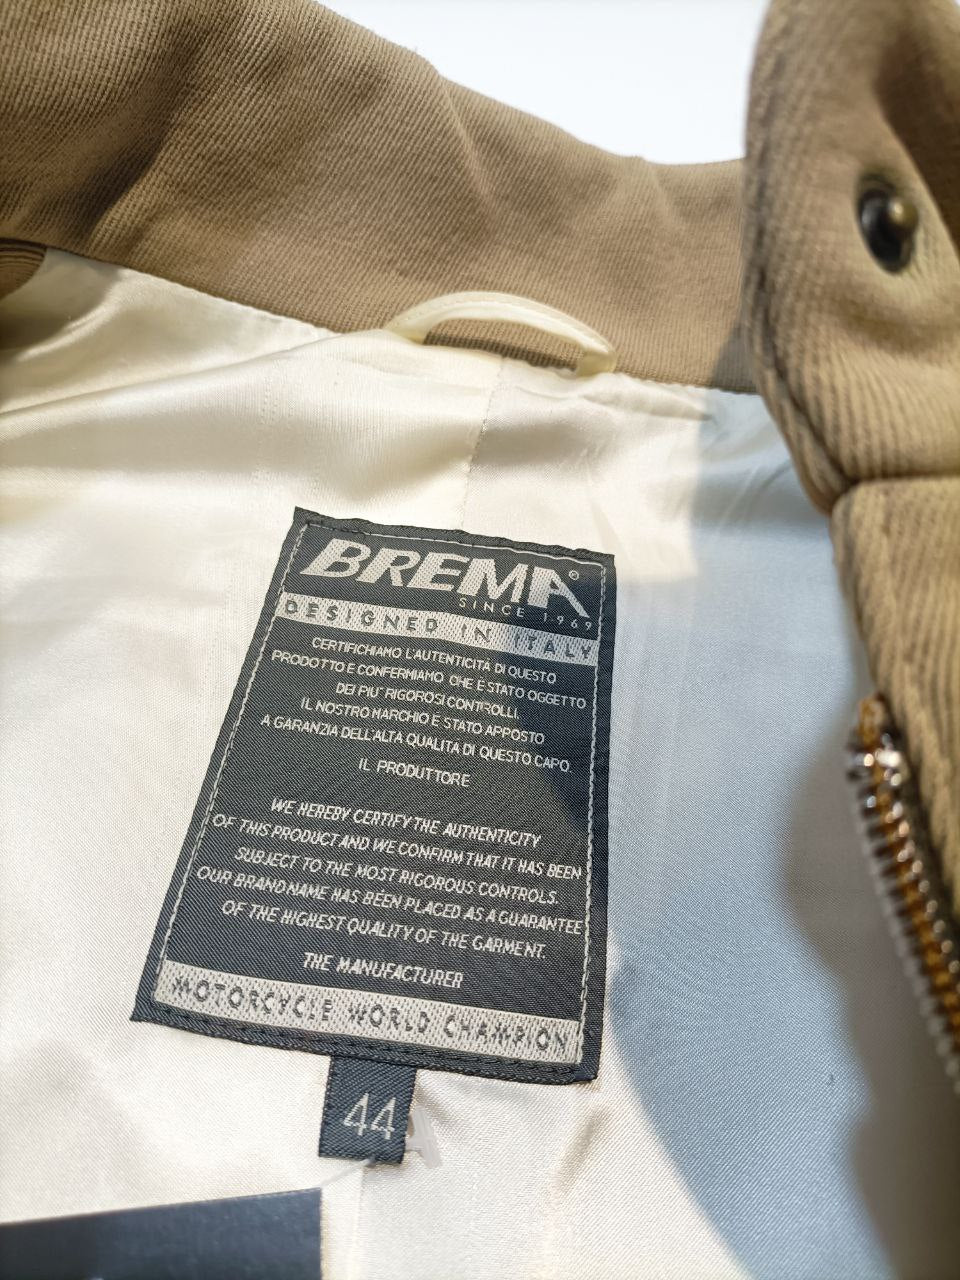 BREMA®
SINCE 1969
DESIGNED IN ITALY
CERTIFICHIAMO L'AUTENTICITÀ DI QUESTO
PRODOTTO E CONFERMIAMO CHE È STATO OGGETTO
DEI PIU' RIGOROSI CONTROLLI.
IL NOSTRO MARCHIO È STATO APPOSTO
A GARANZIA DELL'ALTA QUALITÀ DI QUESTO CAPO.
IL PRODUTTORE
WE HEREBY CERTIFY THE AUTHENTICITY
OF THIS PRODUCT AND WE CONFIRM THAT IT HAS BEEN
SUBJECT TO THE MOST RIGOROUS CONTROLS.
OUR BRAND NAME HAS BEEN PLACED AS A GUARANTEE
OF THE HIGHEST QUALITY OF THE GARMENT.
THE MANUFACTURER
MOTORCYCLE WORLD CHAMPION
44